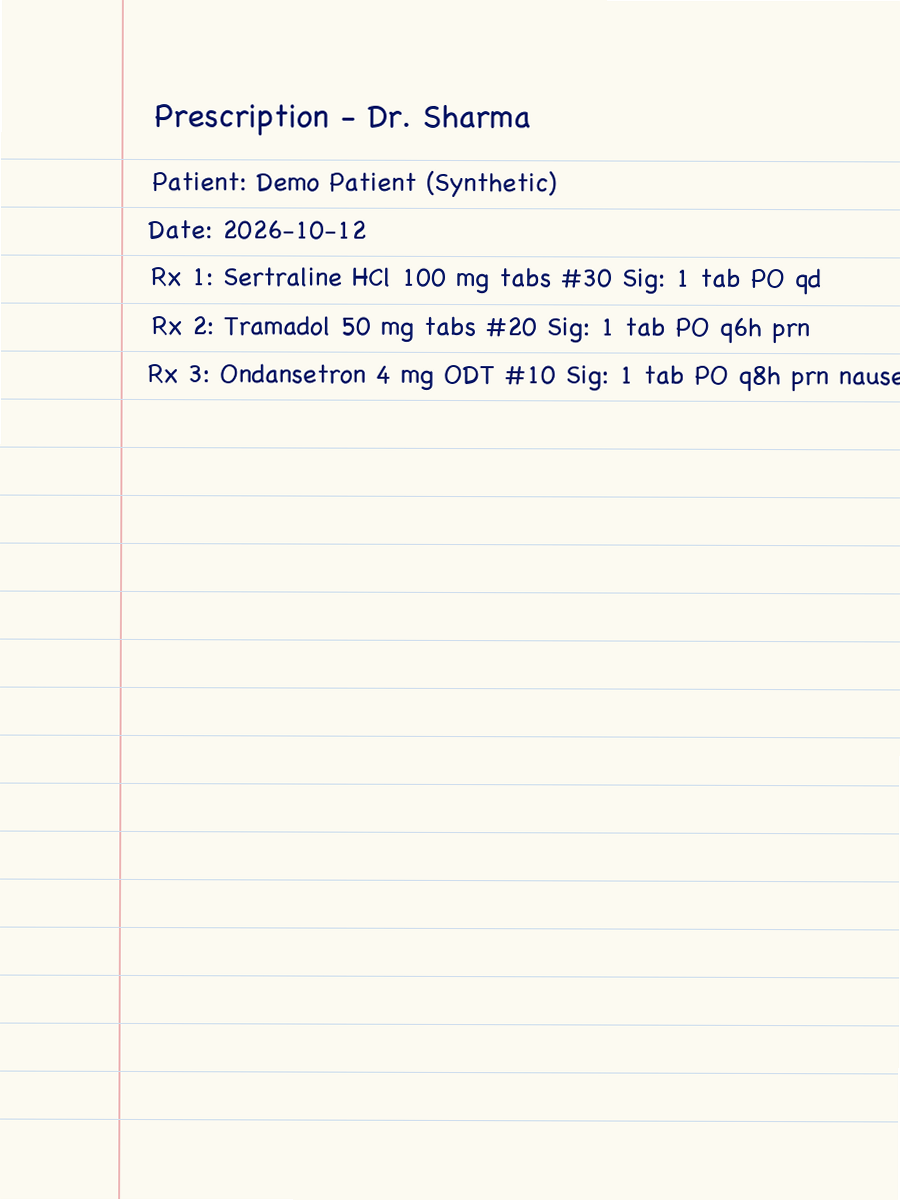 Prescription – Dr. Sharma
Patient: Demo Patient (Synthetic)
Date: 2026-10-12
Rx 1: Sertraline HCl 100 mg tabs #30 Sig: 1 tab PO qd
Rx 2: Tramadol 50 mg tabs #20 Sig: 1 tab PO q6h prn
Rx 3: Ondansetron 4 mg ODT #10 Sig: 1 tab PO q8h prn